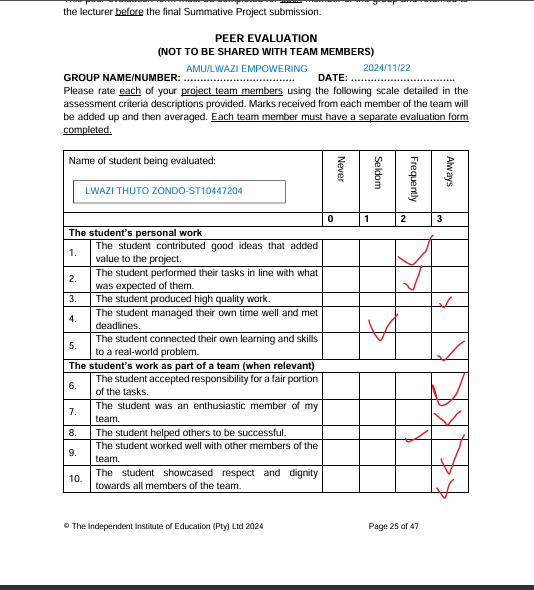 the lecturer before the final Summative Project submission.
PEER EVALUATION
(NOT TO BE SHARED WITH TEAM MEMBERS)
GROUP NAME/NUMBER: AMU/LWAZI EMPOWERING DATE: 2024/11/22
Please rate each of your project team members using the following scale detailed in the
assessment criteria descriptions provided. Marks received from each member of the team will
be added up and then averaged. Each team member must have a separate evaluation form
completed.
Name of student being evaluated:
LWAZI THUTO ZONDO-ST10447204
Never
Seldom
Frequently
Always
0 1 2 3
The student's personal work
1. The student contributed good ideas that added
value to the project.
2. The student performed their tasks in line with what
was expected of them.
3. The student produced high quality work.
4. The student managed their own time well and met
deadlines.
5. The student connected their own learning and skills
to a real-world problem.
The student's work as part of a team (when relevant)
6. The student accepted responsibility for a fair portion
of the tasks.
7. The student was an enthusiastic member of my
team.
8. The student helped others to be successful.
9. The student worked well with other members of the
team.
10. The student showcased respect and dignity
towards all members of the team.
© The Independent Institute of Education (Pty) Ltd 2024 Page 25 of 47